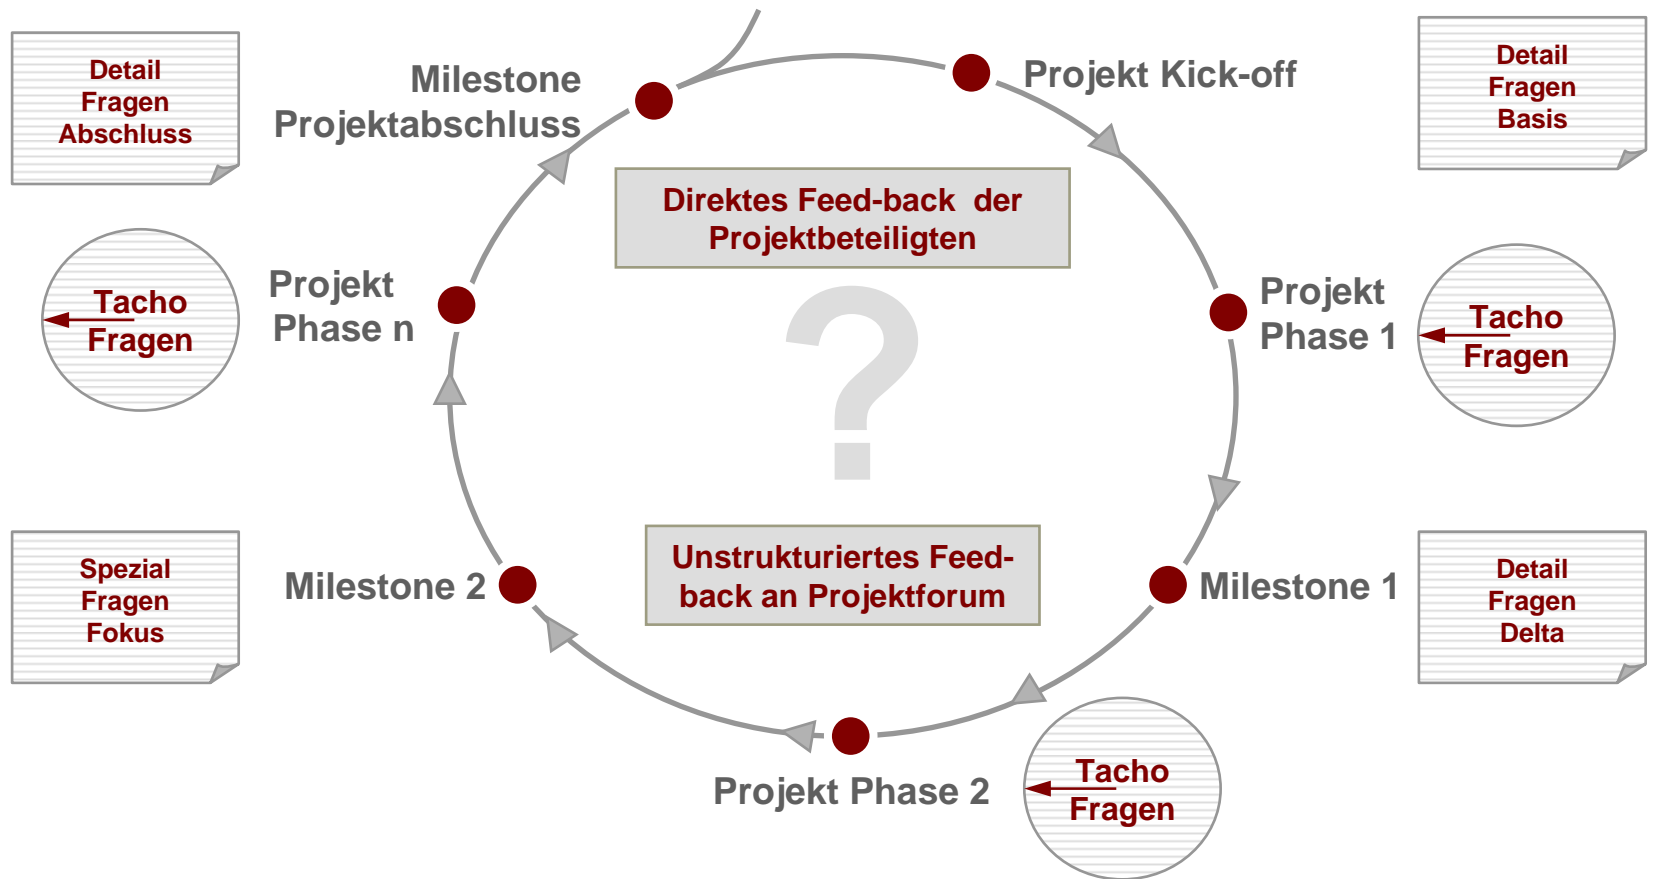 Detail
Fragen
Abschluss
Milestone
Projektabschluss
Projekt Kick-off
Detail
Fragen
Basis
Direktes Feed-back der
Projektbeteiligten
Tacho
Fragen
Projekt
Phase n
?
Projekt
Phase 1
Tacho
Fragen
Spezial
Fragen
Fokus
Milestone 2
Unstrukturiertes Feed-
back an Projektforum
Milestone 1
Detail
Fragen
Delta
Projekt Phase 2
Tacho
Fragen